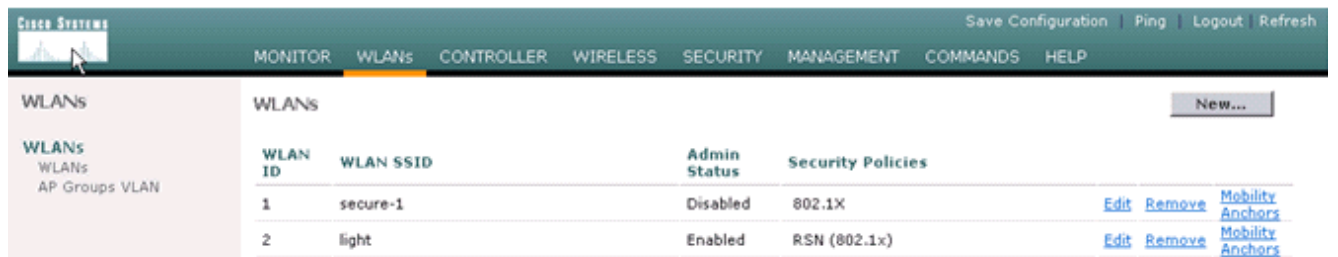 CISCO SYSTEMS
Save Configuration | Ping | Logout | Refresh
MONITOR WLANs CONTROLLER WIRELESS SECURITY MANAGEMENT COMMANDS HELP
WLANs
WLANs
WLANs
AP Groups VLAN
WLANs
New...
WLAN ID WLAN SSID Admin Status Security Policies
1 secure-1 Disabled 802.1X Edit Remove Mobility Anchors
2 light Enabled RSN (802.1x) Edit Remove Mobility Anchors